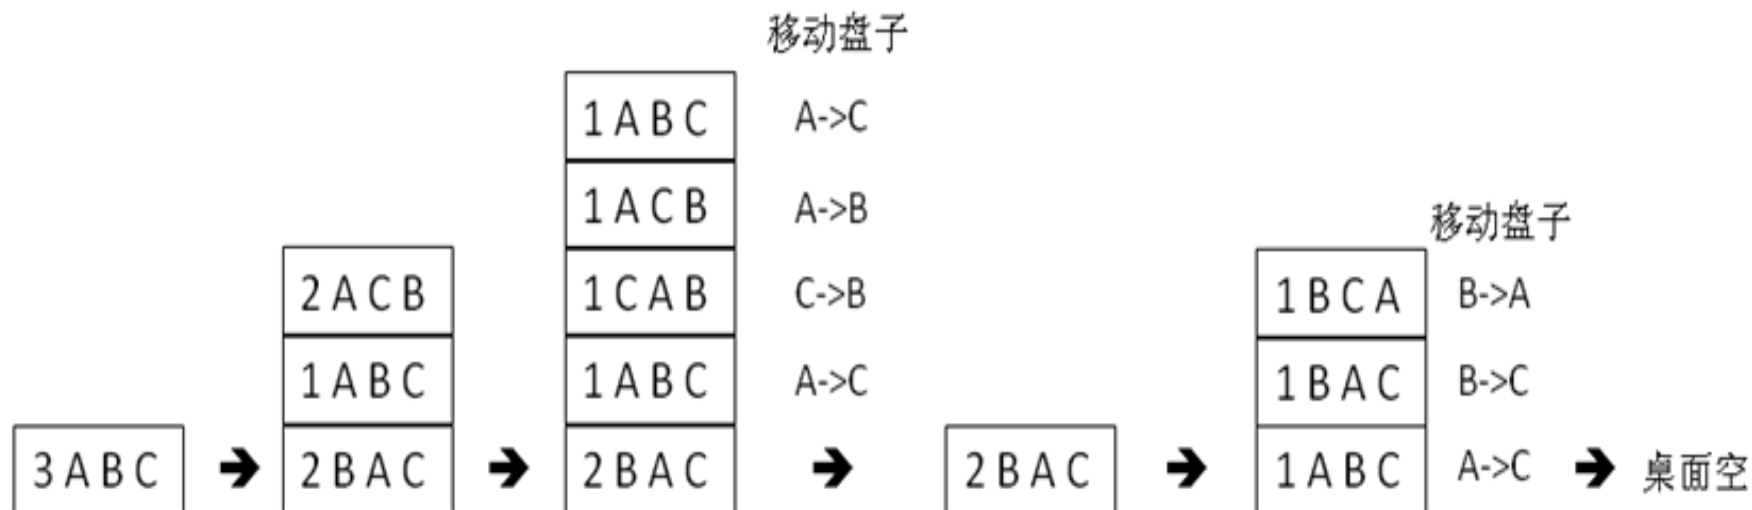 移动盘子
1 A B C A->C
1 A C B A->B
移动盘子
2 A C B 1 C A B C->B 1 B C A B->A
1 A B C 1 A B C A->C 1 B A C B->C
3 A B C 2 B A C 2 B A C 2 B A C 1 A B C A->C 桌面空